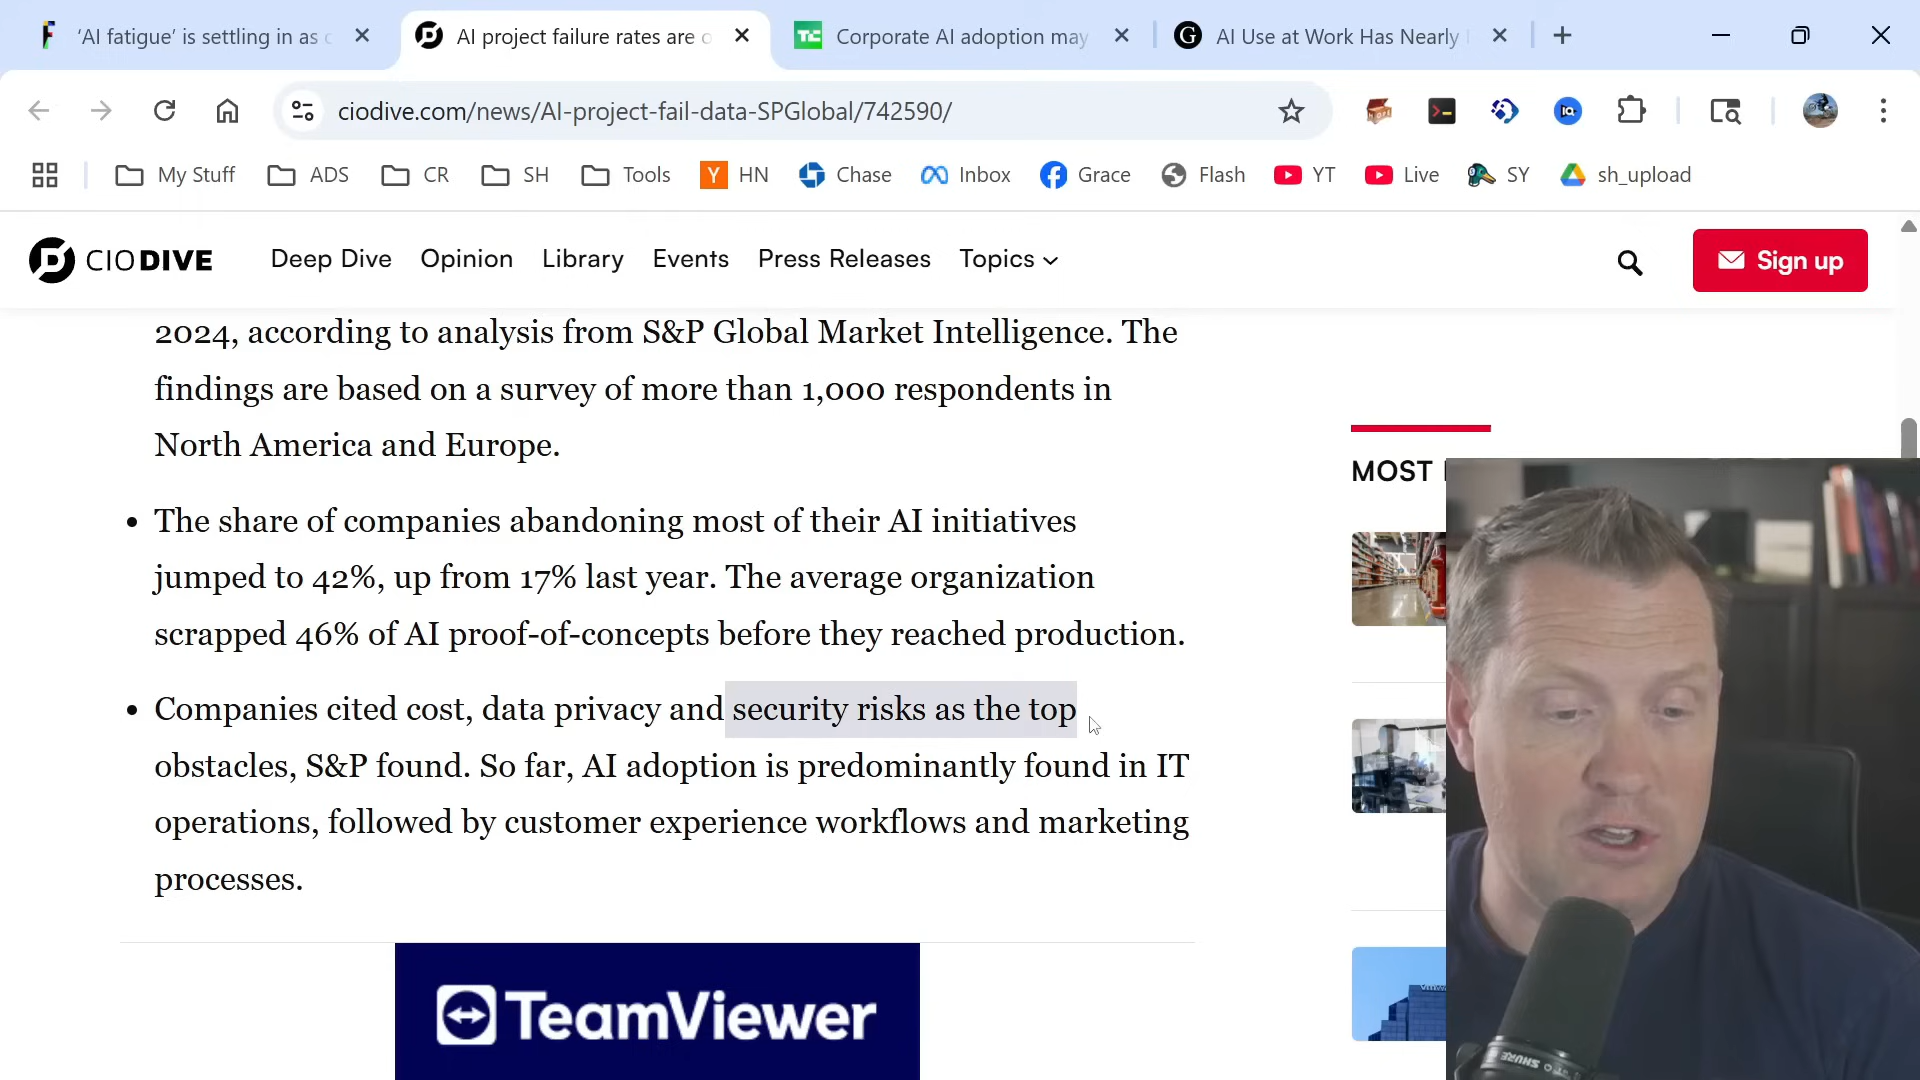 'AI fatigue' is settling in as c
AI project failure rates are o
Corporate AI adoption may
AI Use at Work Has Nearly
ciodive.com/news/AI-project-fail-data-SPGlobal/742590/
My Stuff
ADS
CR
SH
Tools
HN
Chase
Inbox
Grace
Flash
YT
Live
SY
sh_upload
CIODIVE
Deep Dive
Opinion
Library
Events
Press Releases
Topics
Sign up
2024, according to analysis from S&P Global Market Intelligence. The
findings are based on a survey of more than 1,000 respondents in
North America and Europe.
MOST
• The share of companies abandoning most of their AI initiatives
jumped to 42%, up from 17% last year. The average organization
scrapped 46% of AI proof-of-concepts before they reached production.
• Companies cited cost, data privacy and security risks as the top
obstacles, S&P found. So far, AI adoption is predominantly found in IT
operations, followed by customer experience workflows and marketing
processes.
TeamViewer
SHURE